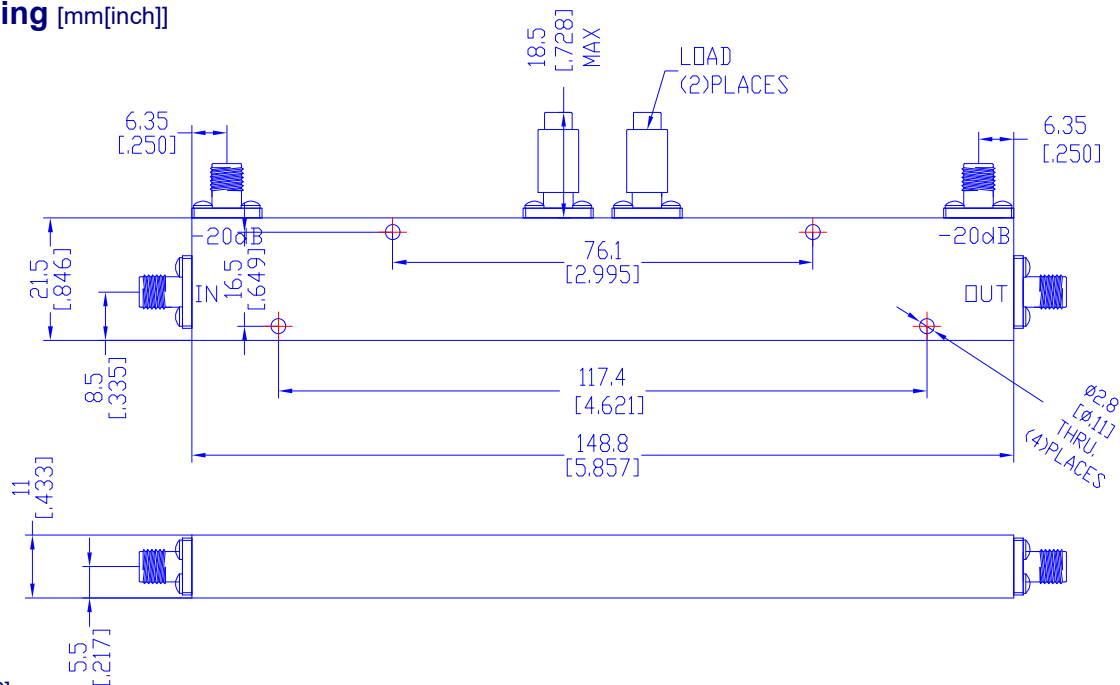 ing [mm[inch]]
18.5
[.728]
MAX
LOAD
(2)PLACES
6.35
[.250]
6.35
[.250]
-20dB
-20dB
76.1
[2.995]
21.5
[.846]
16.5
[.649]
IN
OUT
8.5
[.335]
117.4
[4.621]
Ø2.8
[Ø.11]
THRU,
(4)PLACES
148.8
[5.857]
11
[.433]
5.5
[.217]